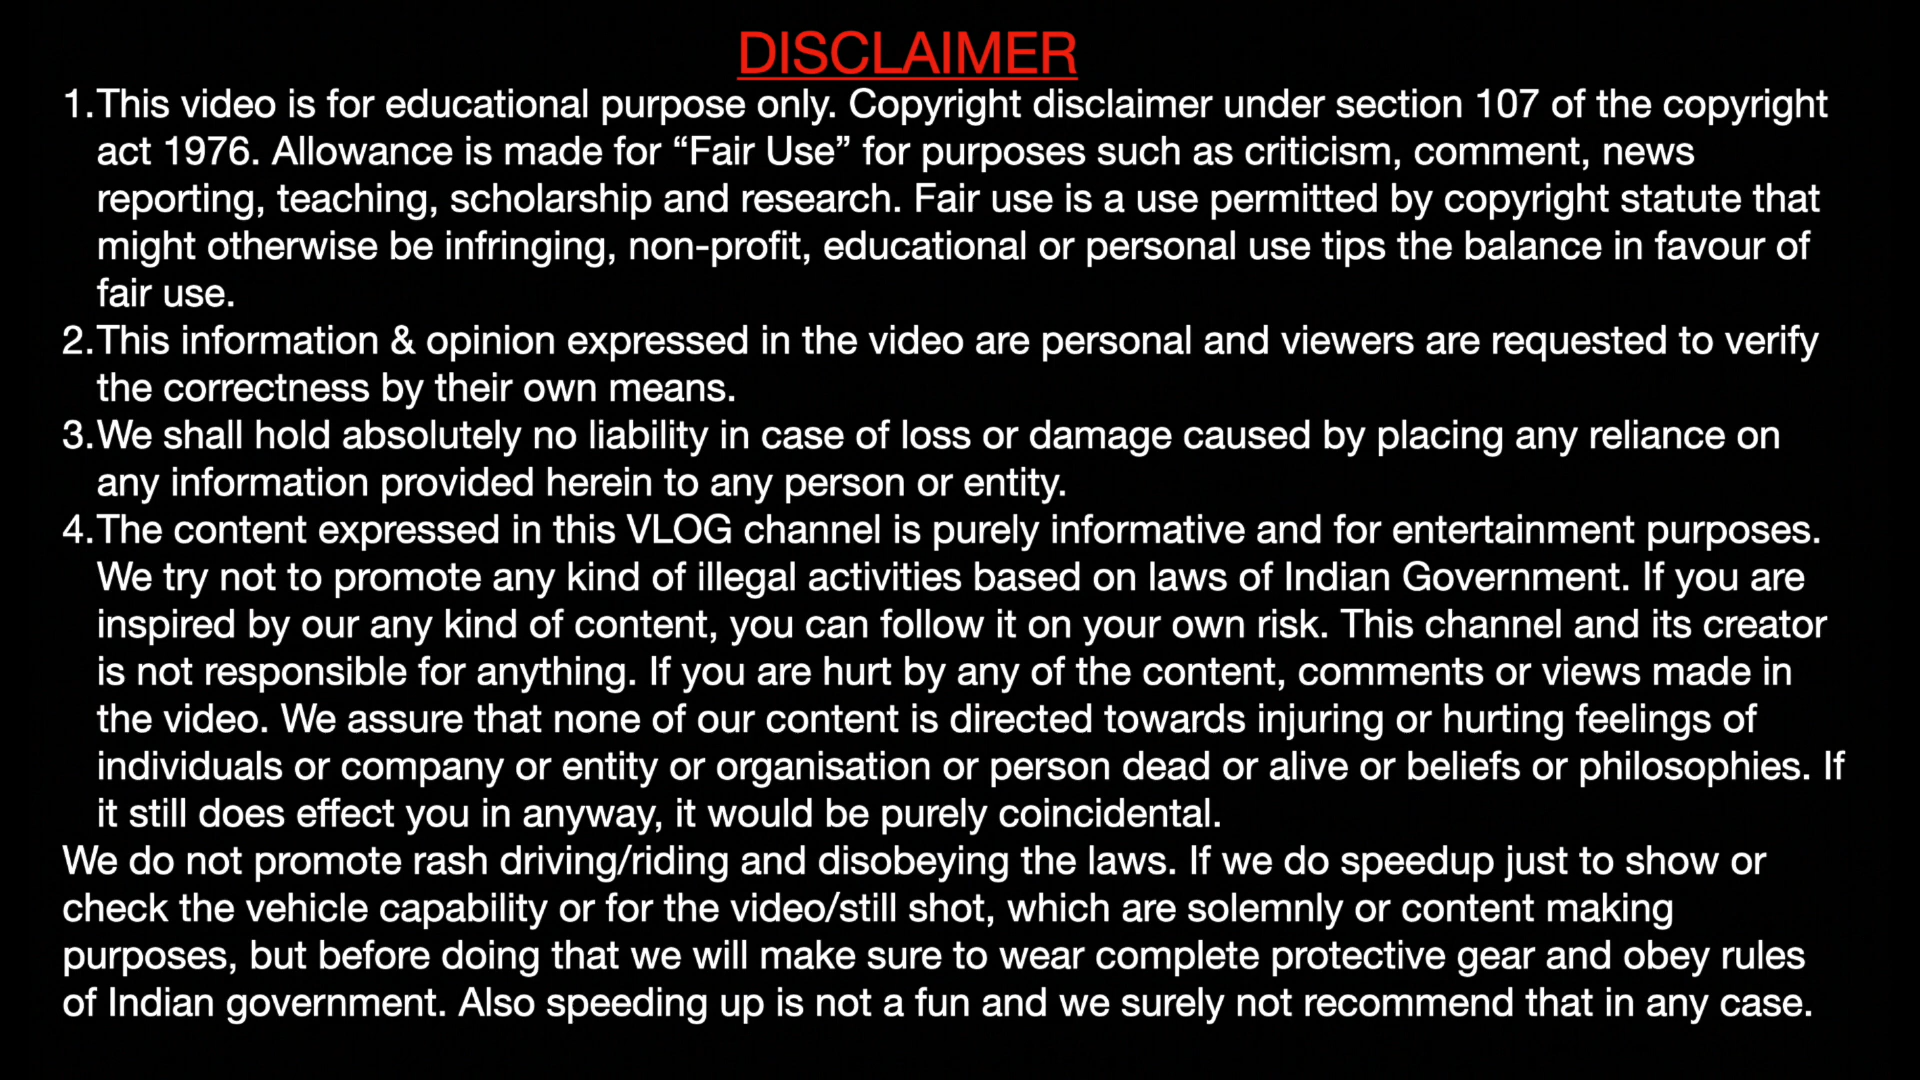 DISCLAIMER
1.This video is for educational purpose only. Copyright disclaimer under section 107 of the copyright
act 1976. Allowance is made for “Fair Use” for purposes such as criticism, comment, news
reporting, teaching, scholarship and research. Fair use is a use permitted by copyright statute that
might otherwise be infringing, non-profit, educational or personal use tips the balance in favour of
fair use.
2.This information & opinion expressed in the video are personal and viewers are requested to verify
the correctness by their own means.
3.We shall hold absolutely no liability in case of loss or damage caused by placing any reliance on
any information provided herein to any person or entity.
4.The content expressed in this VLOG channel is purely informative and for entertainment purposes.
We try not to promote any kind of illegal activities based on laws of Indian Government. If you are
inspired by our any kind of content, you can follow it on your own risk. This channel and its creator
is not responsible for anything. If you are hurt by any of the content, comments or views made in
the video. We assure that none of our content is directed towards injuring or hurting feelings of
individuals or company or entity or organisation or person dead or alive or beliefs or philosophies. If
it still does effect you in anyway, it would be purely coincidental.
We do not promote rash driving/riding and disobeying the laws. If we do speedup just to show or
check the vehicle capability or for the video/still shot, which are solemnly or content making
purposes, but before doing that we will make sure to wear complete protective gear and obey rules
of Indian government. Also speeding up is not a fun and we surely not recommend that in any case.